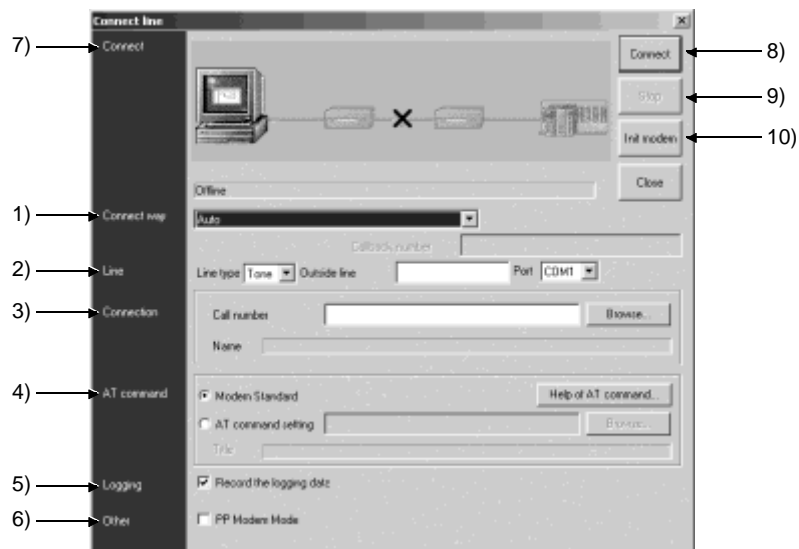 Connect line
7)
Connect
Connect
8)
Stop
9)
Init modem
10)
Close
Offline
1)
Connect way
Auto
Callback number
2)
Line
Line type Tone Outside line Port COM1
3)
Connection
Call number
Browse...
Name
4)
AT command
Modem Standard
Help of AT command...
AT command setting
Browse...
Title
5)
Logging
Record the logging date
6)
Other
PP Modem Mode